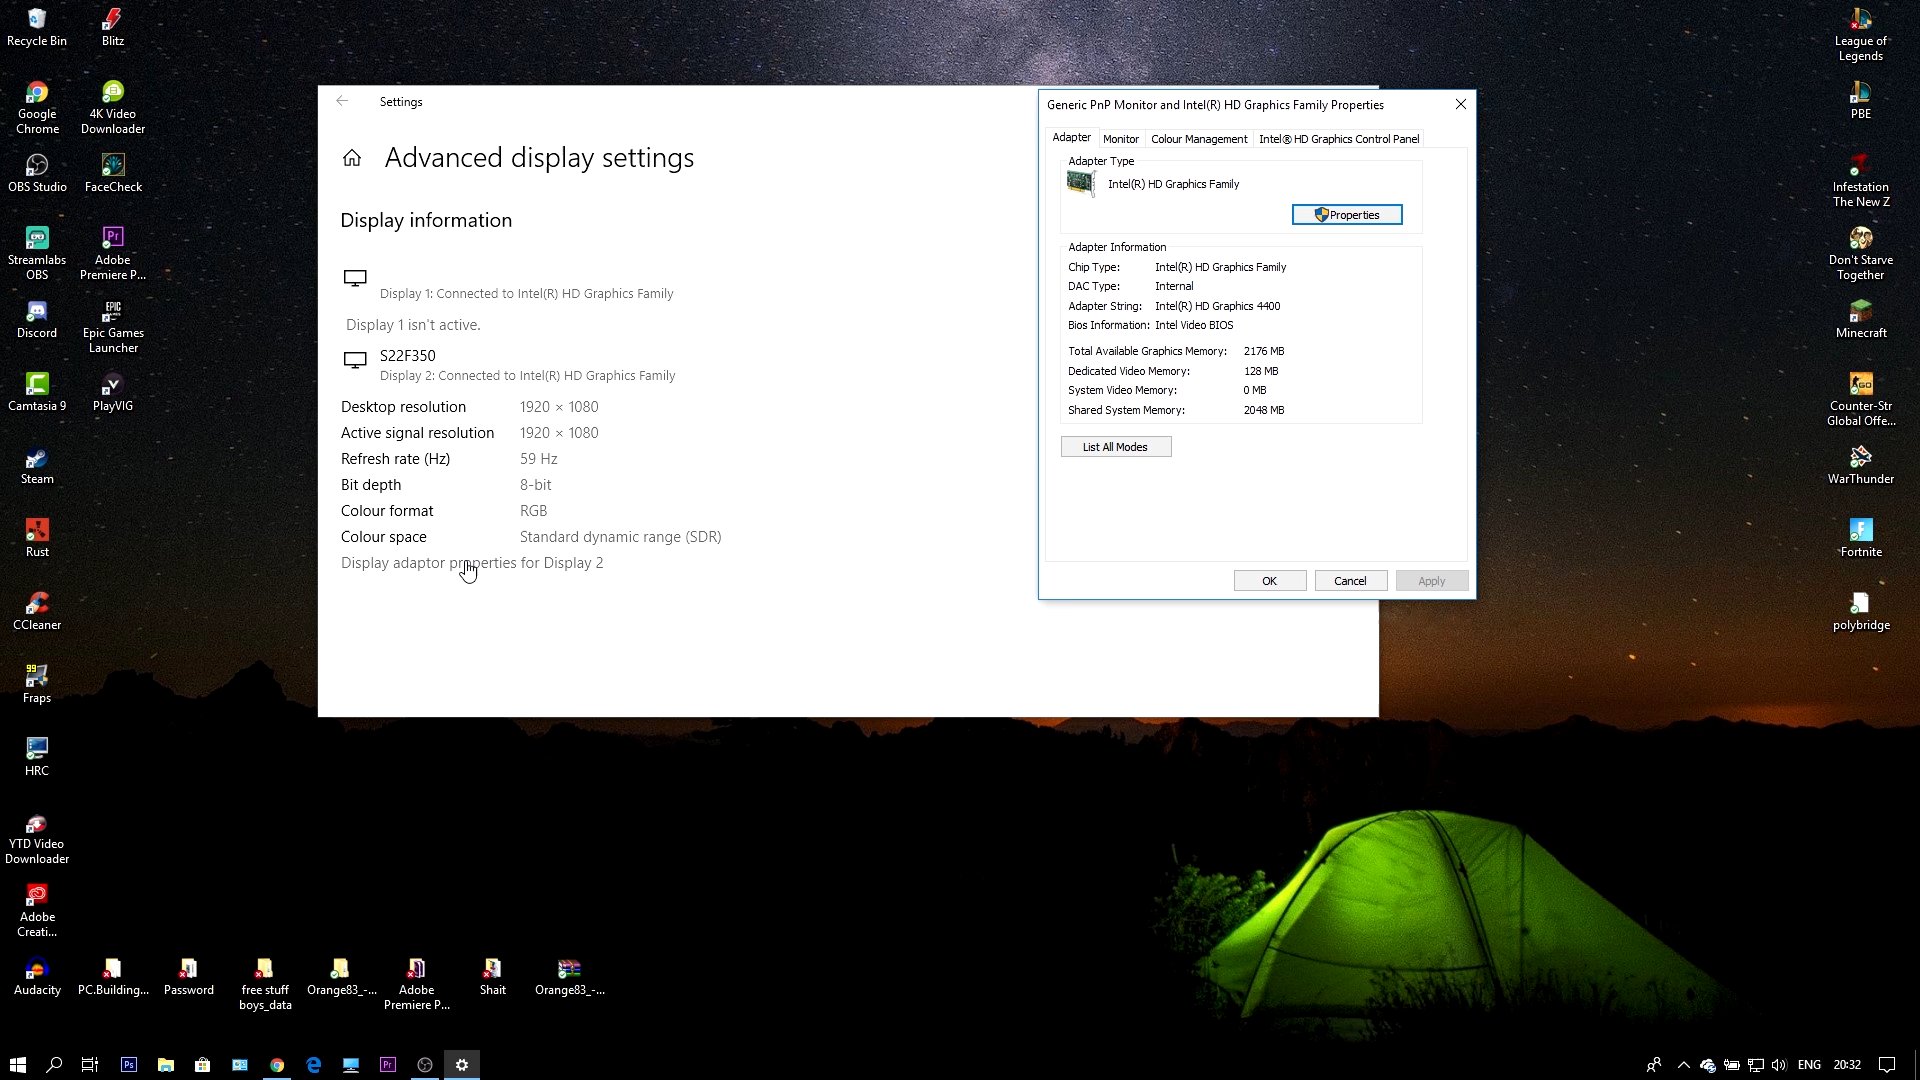 Recycle Bin
Blitz
Google
Chrome
4K Video
Downloader
OBS Studio
FaceCheck
Streamlabs
OBS
Adobe
Premiere P...
Discord
Epic Games
Launcher
Camtasia 9
PlayVIG
Steam
Rust
CCleaner
99
Fraps
HRC
YTD Video
Downloader
Adobe
Creati...
Audacity
PC.Building...
Password
free stuff
boys_data
Orange83_-...
Adobe
Premiere P...
Shait
Orange83_-...
Settings
Advanced display settings
Display information
Display 1: Connected to Intel(R) HD Graphics Family
Display 1 isn't active.
S22F350
Display 2: Connected to Intel(R) HD Graphics Family
Desktop resolution 1920 × 1080
Active signal resolution 1920 × 1080
Refresh rate (Hz) 59 Hz
Bit depth 8-bit
Colour format RGB
Colour space Standard dynamic range (SDR)
Display adaptor properties for Display 2
Generic PnP Monitor and Intel(R) HD Graphics Family Properties
Adapter Monitor Colour Management Intel® HD Graphics Control Panel
Adapter Type
Intel(R) HD Graphics Family
Properties
Adapter Information
Chip Type: Intel(R) HD Graphics Family
DAC Type: Internal
Adapter String: Intel(R) HD Graphics 4400
Bios Information: Intel Video BIOS
Total Available Graphics Memory: 2176 MB
Dedicated Video Memory: 128 MB
System Video Memory: 0 MB
Shared System Memory: 2048 MB
List All Modes
OK Cancel Apply
League of
Legends
PBE
Infestation
The New Z
Don't Starve
Together
Minecraft
Counter-Str
Global Offe...
WarThunder
Fortnite
polybridge
ENG 20:32